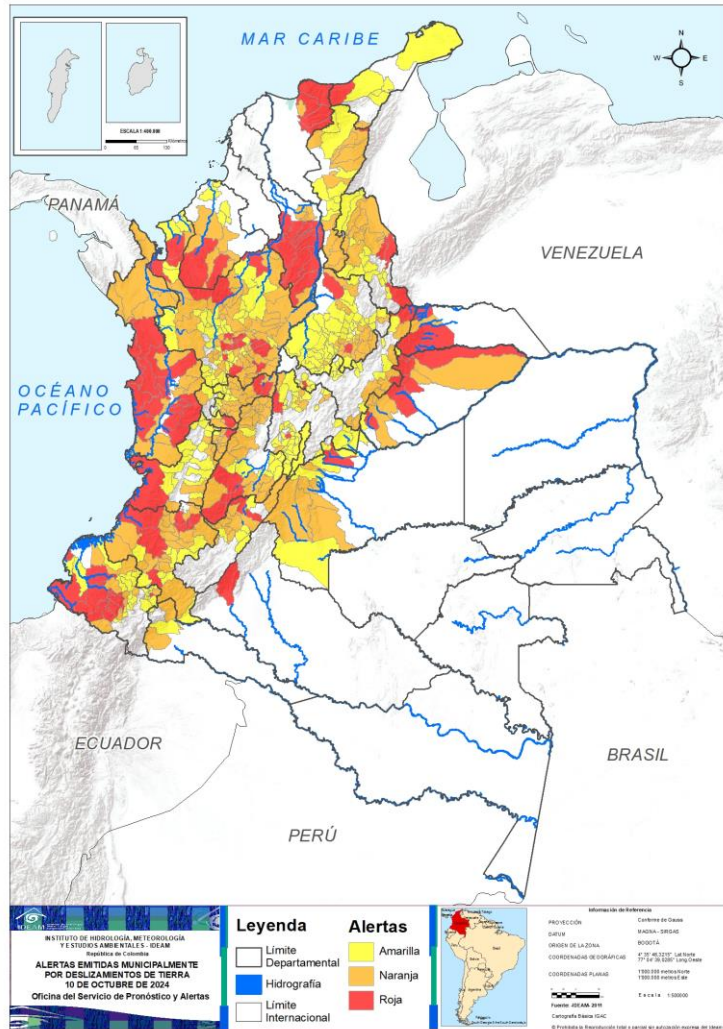 MAR CARIBE
N
W E
S
ESCALA 1:400.000
PANAMÁ
VENEZUELA
OCÉANO
PACÍFICO
ECUADOR
BRASIL
PERÚ
IDEAM
INSTITUTO DE HIDROLOGÍA, METEOROLOGÍA
Y ESTUDIOS AMBIENTALES - IDEAM
República de Colombia
ALERTAS EMITIDAS MUNICIPALMENTE
POR DESLIZAMIENTOS DE TIERRA
10 DE OCTUBRE DE 2024
Oficina del Servicio de Pronóstico y Alertas
Leyenda
Límite
Departamental
Hidrografía
Límite
Internacional
Alertas
Amarilla
Naranja
Roja
Información de Referencia
PROYECCIÓN Conforme de Gauss
DATUM MAGNA - SIRGAS
ORIGEN DE LA ZONA BOGOTÁ
COORDENADAS GEOGRÁFICAS
COORDENADAS PLANAS
Escala
Fuente: IDEAM
Cartografía Básica IGAC